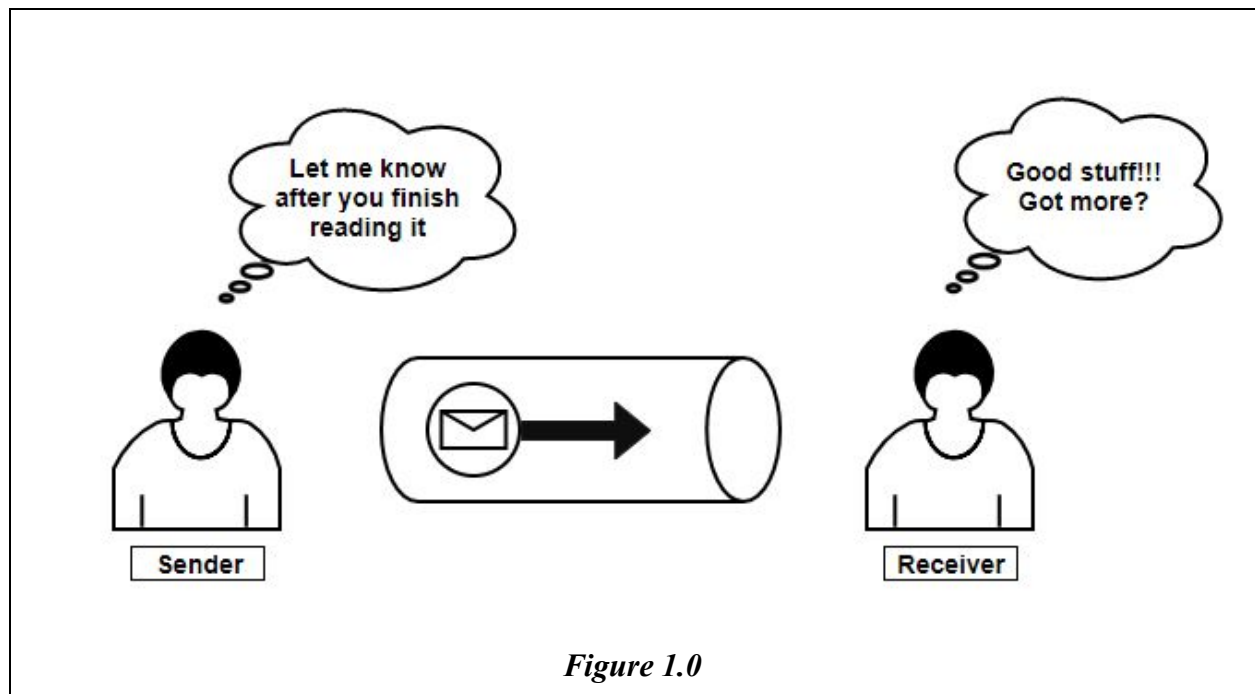 Let me know
after you finish
reading it
Good stuff!!!
Got more?
Sender
Receiver
Figure 1.0